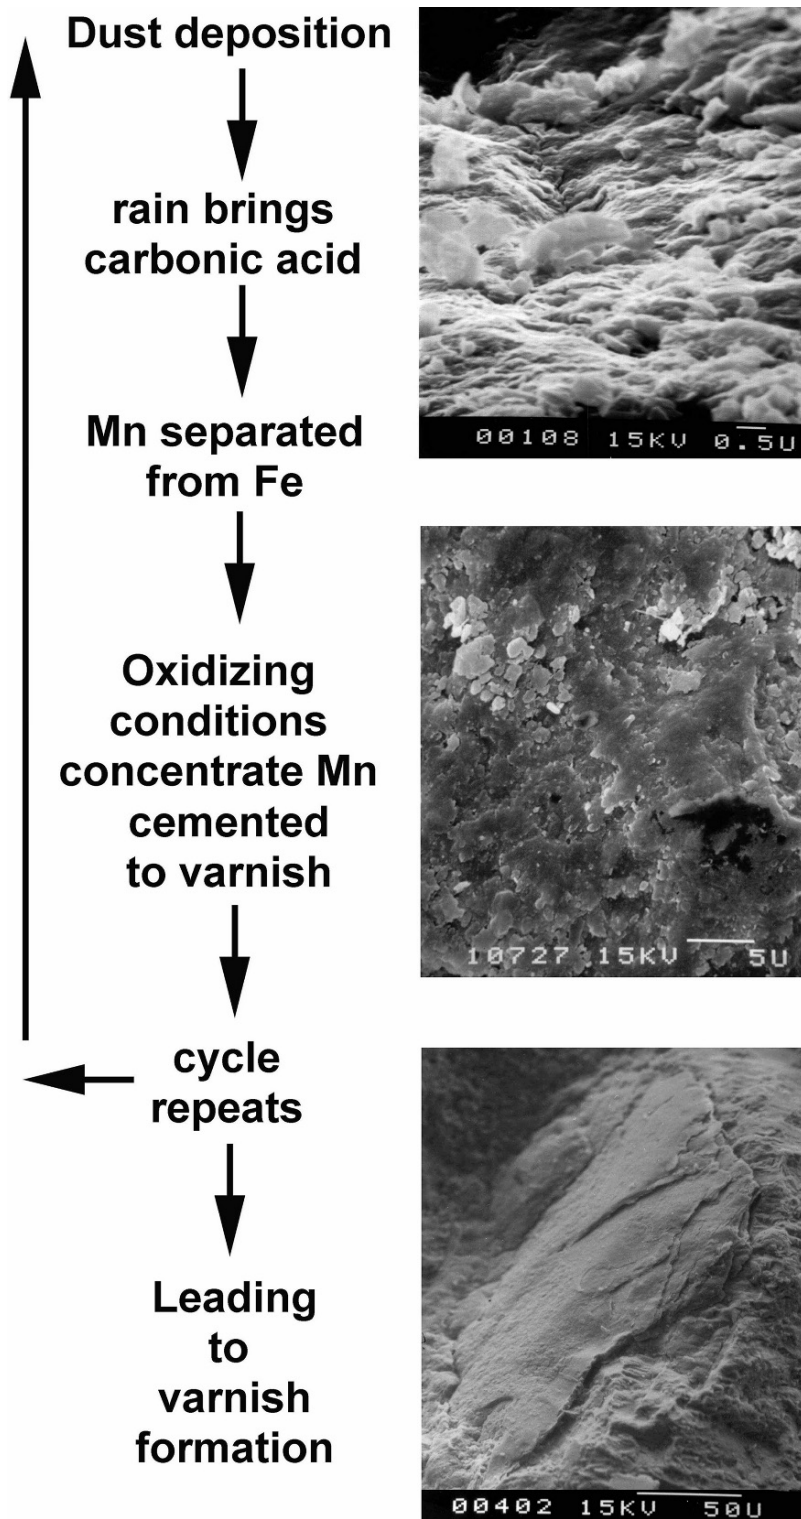 Dust deposition
rain brings
carbonic acid
Mn separated
from Fe
Oxidizing
conditions
concentrate Mn
cemented
to varnish
cycle
repeats
Leading
to
varnish
formation
00108 15KV 0.5U
10727 15KV 5U
00402 15KV 50U